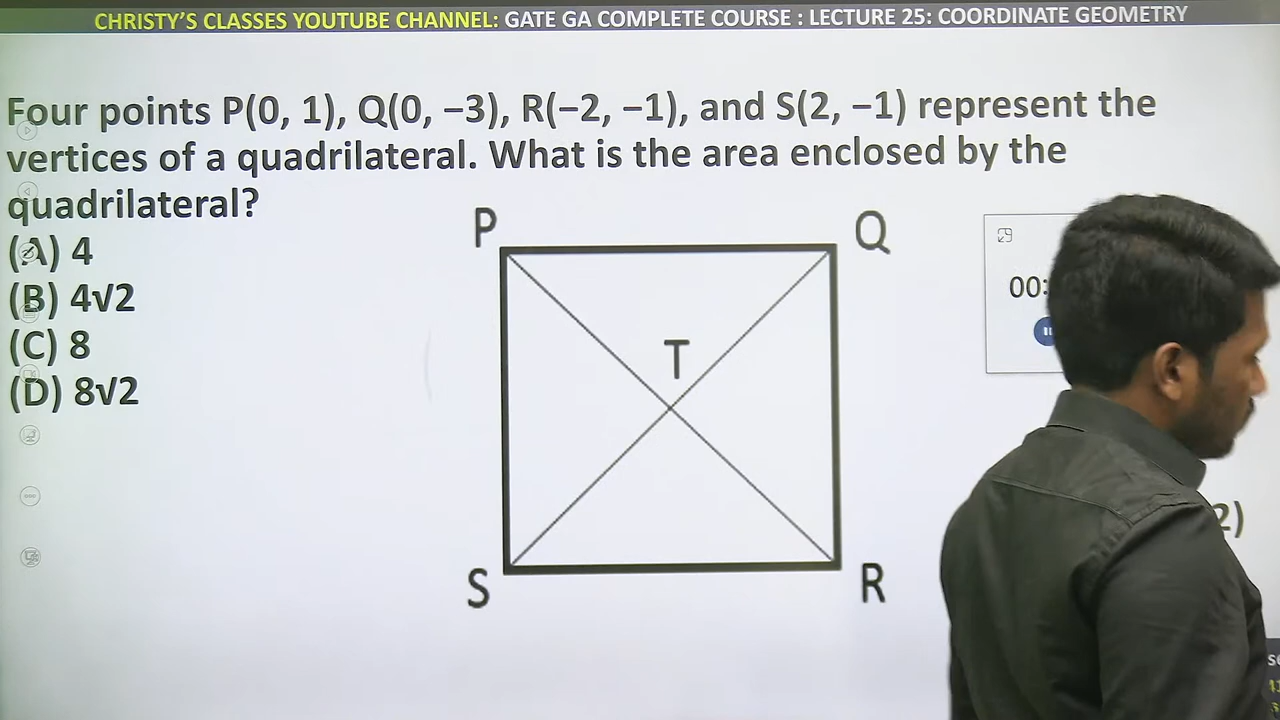 CHRISTY'S CLASSES YOUTUBE CHANNEL: GATE GA COMPLETE COURSE : LECTURE 25: COORDINATE GEOMETRY
Four points P(0, 1), Q(0, −3), R(−2, −1), and S(2, −1) represent the
vertices of a quadrilateral. What is the area enclosed by the
quadrilateral?
(A) 4
(B) 4√2
(C) 8
(D) 8√2
P
Q
T
S
R
00:
2)